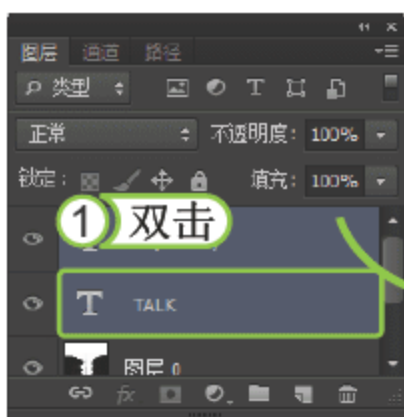 图层 通道 路径
类型
正常 不透明度: 100%
锁定: 填充: 100%
1 双击
T TALK
图层 0
fx